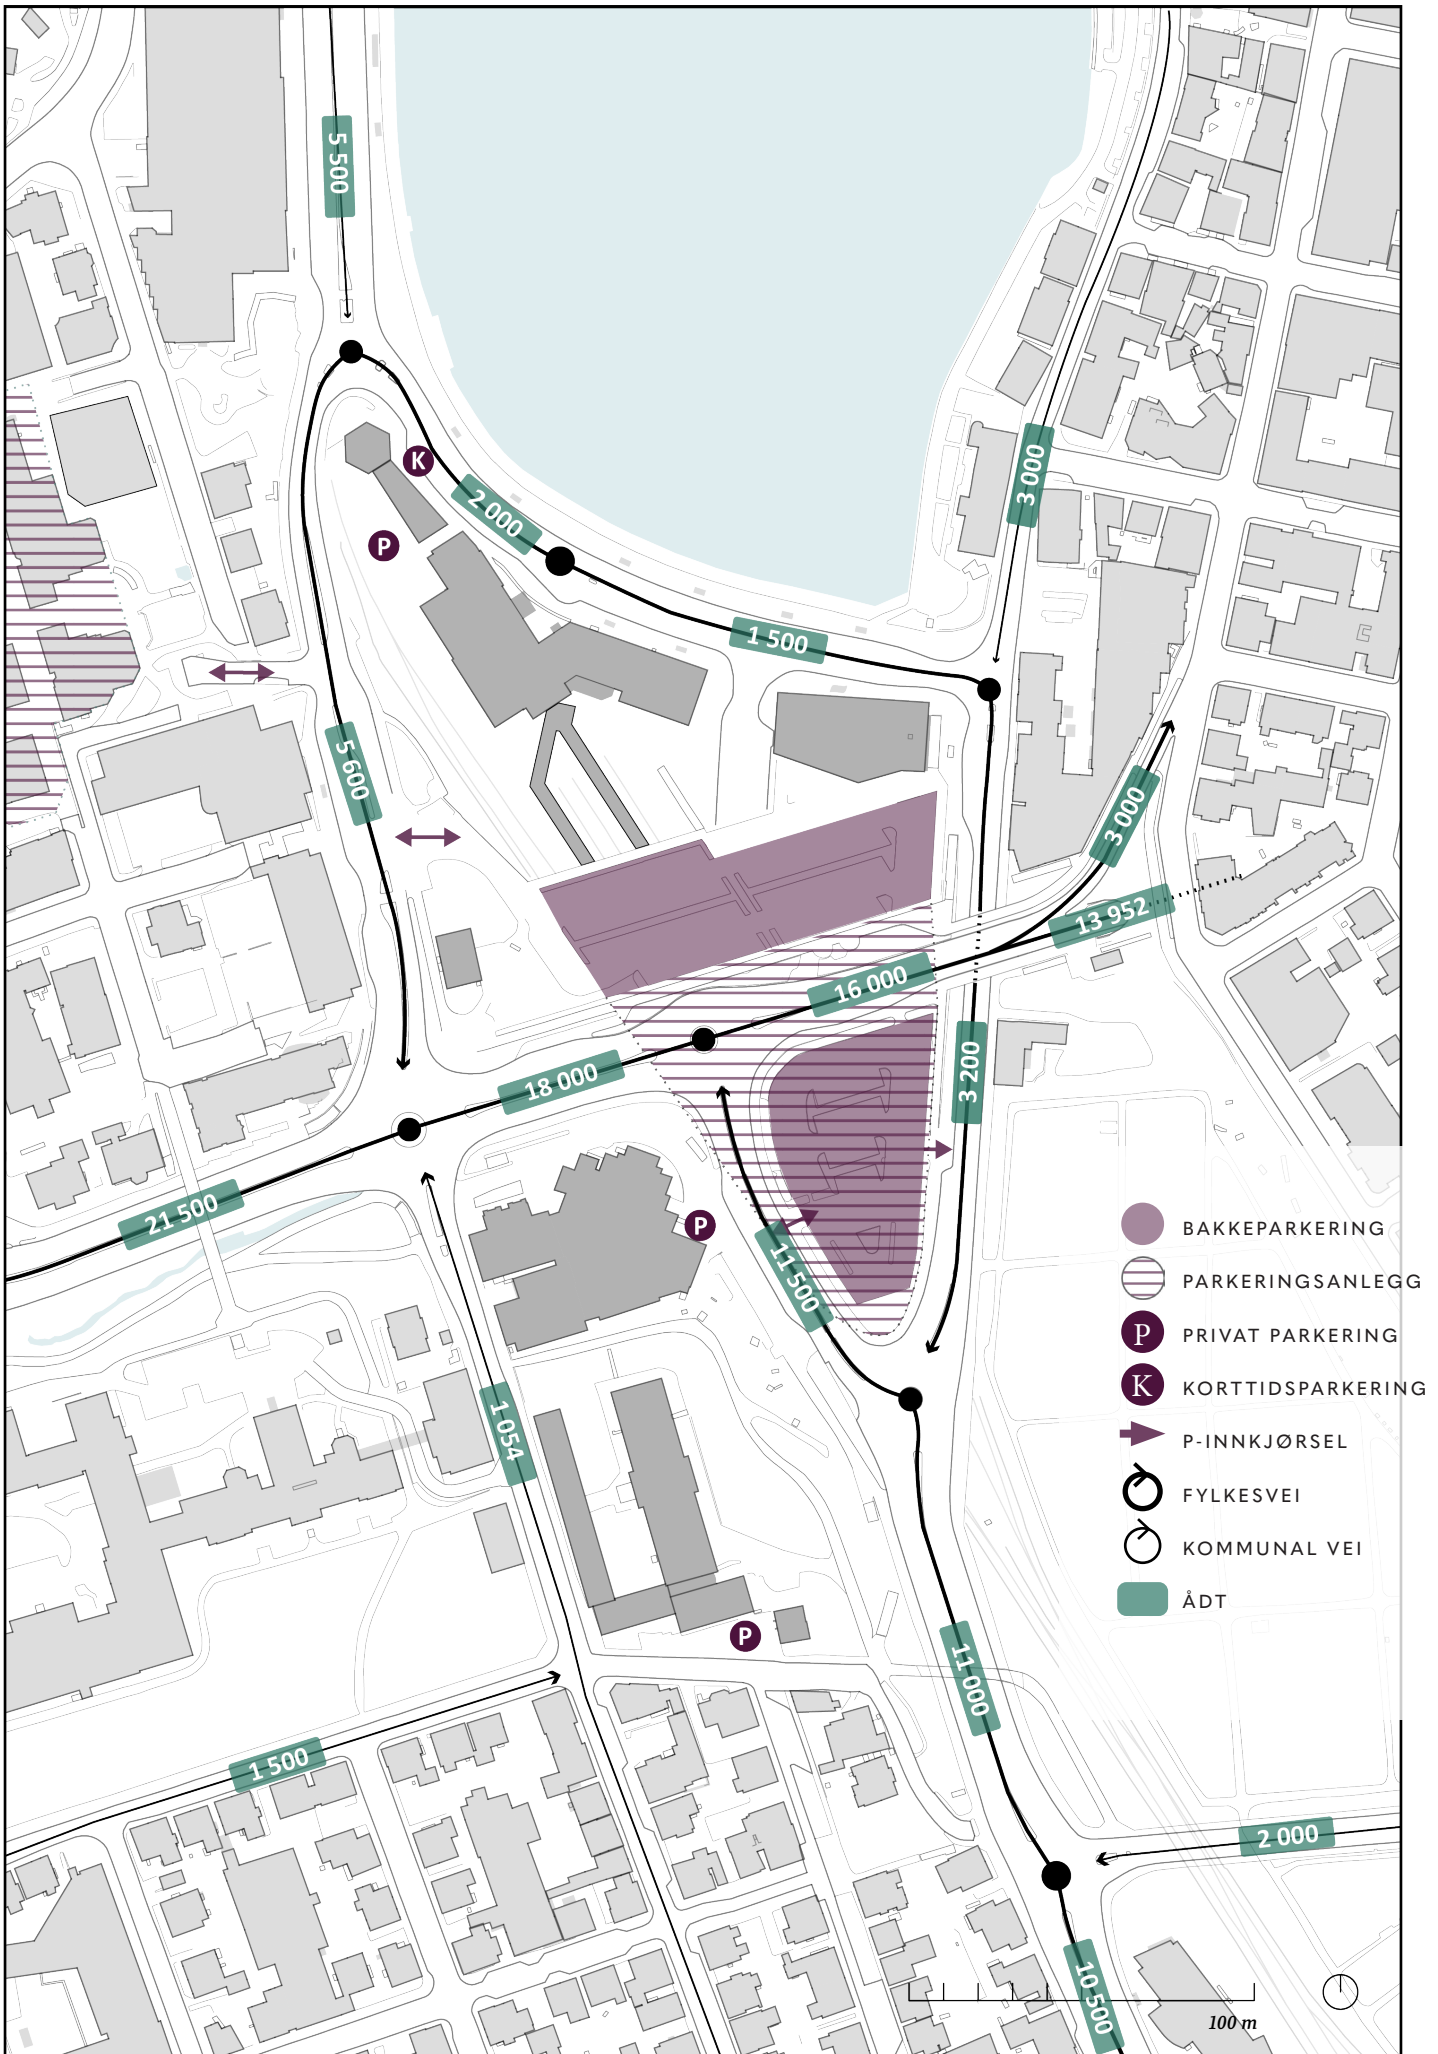 5 500
K
2 000
3 000
P
1 500
5 600
3 000
13 952
16 000
18 000
3 200
21 500
P
11 500
BAKKEPARKERING
PARKERINGSANLEGG
P PRIVAT PARKERING
K KORTTIDSPARKERING
P-INNKJØRSEL
FYLKESVEI
KOMMUNAL VEI
ÅDT
1 054
P
11 000
1 500
2 000
10 500
100 m